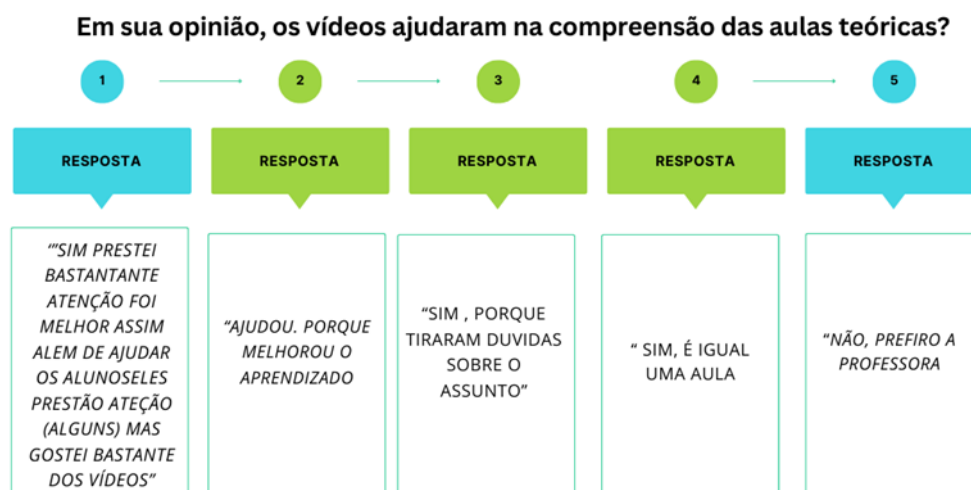 Em sua opinião, os vídeos ajudaram na compreensão das aulas teóricas?
1
2
3
4
5
RESPOSTA
RESPOSTA
RESPOSTA
RESPOSTA
RESPOSTA
“”SIM PRESTEI
BASTANTANTE
ATENÇÃO FOI
MELHOR ASSIM
ALEM DE AJUDAR
OS ALUNOSELES
PRESTÃO ATEÇÃO
(ALGUNS) MAS
GOSTEI BASTANTE
DOS VÍDEOS”
“AJUDOU. PORQUE
MELHOROU O
APRENDIZADO
“SIM , PORQUE
TIRARAM DUVIDAS
SOBRE O
ASSUNTO”
“ SIM, É IGUAL
UMA AULA
“NÃO, PREFIRO A
PROFESSORA